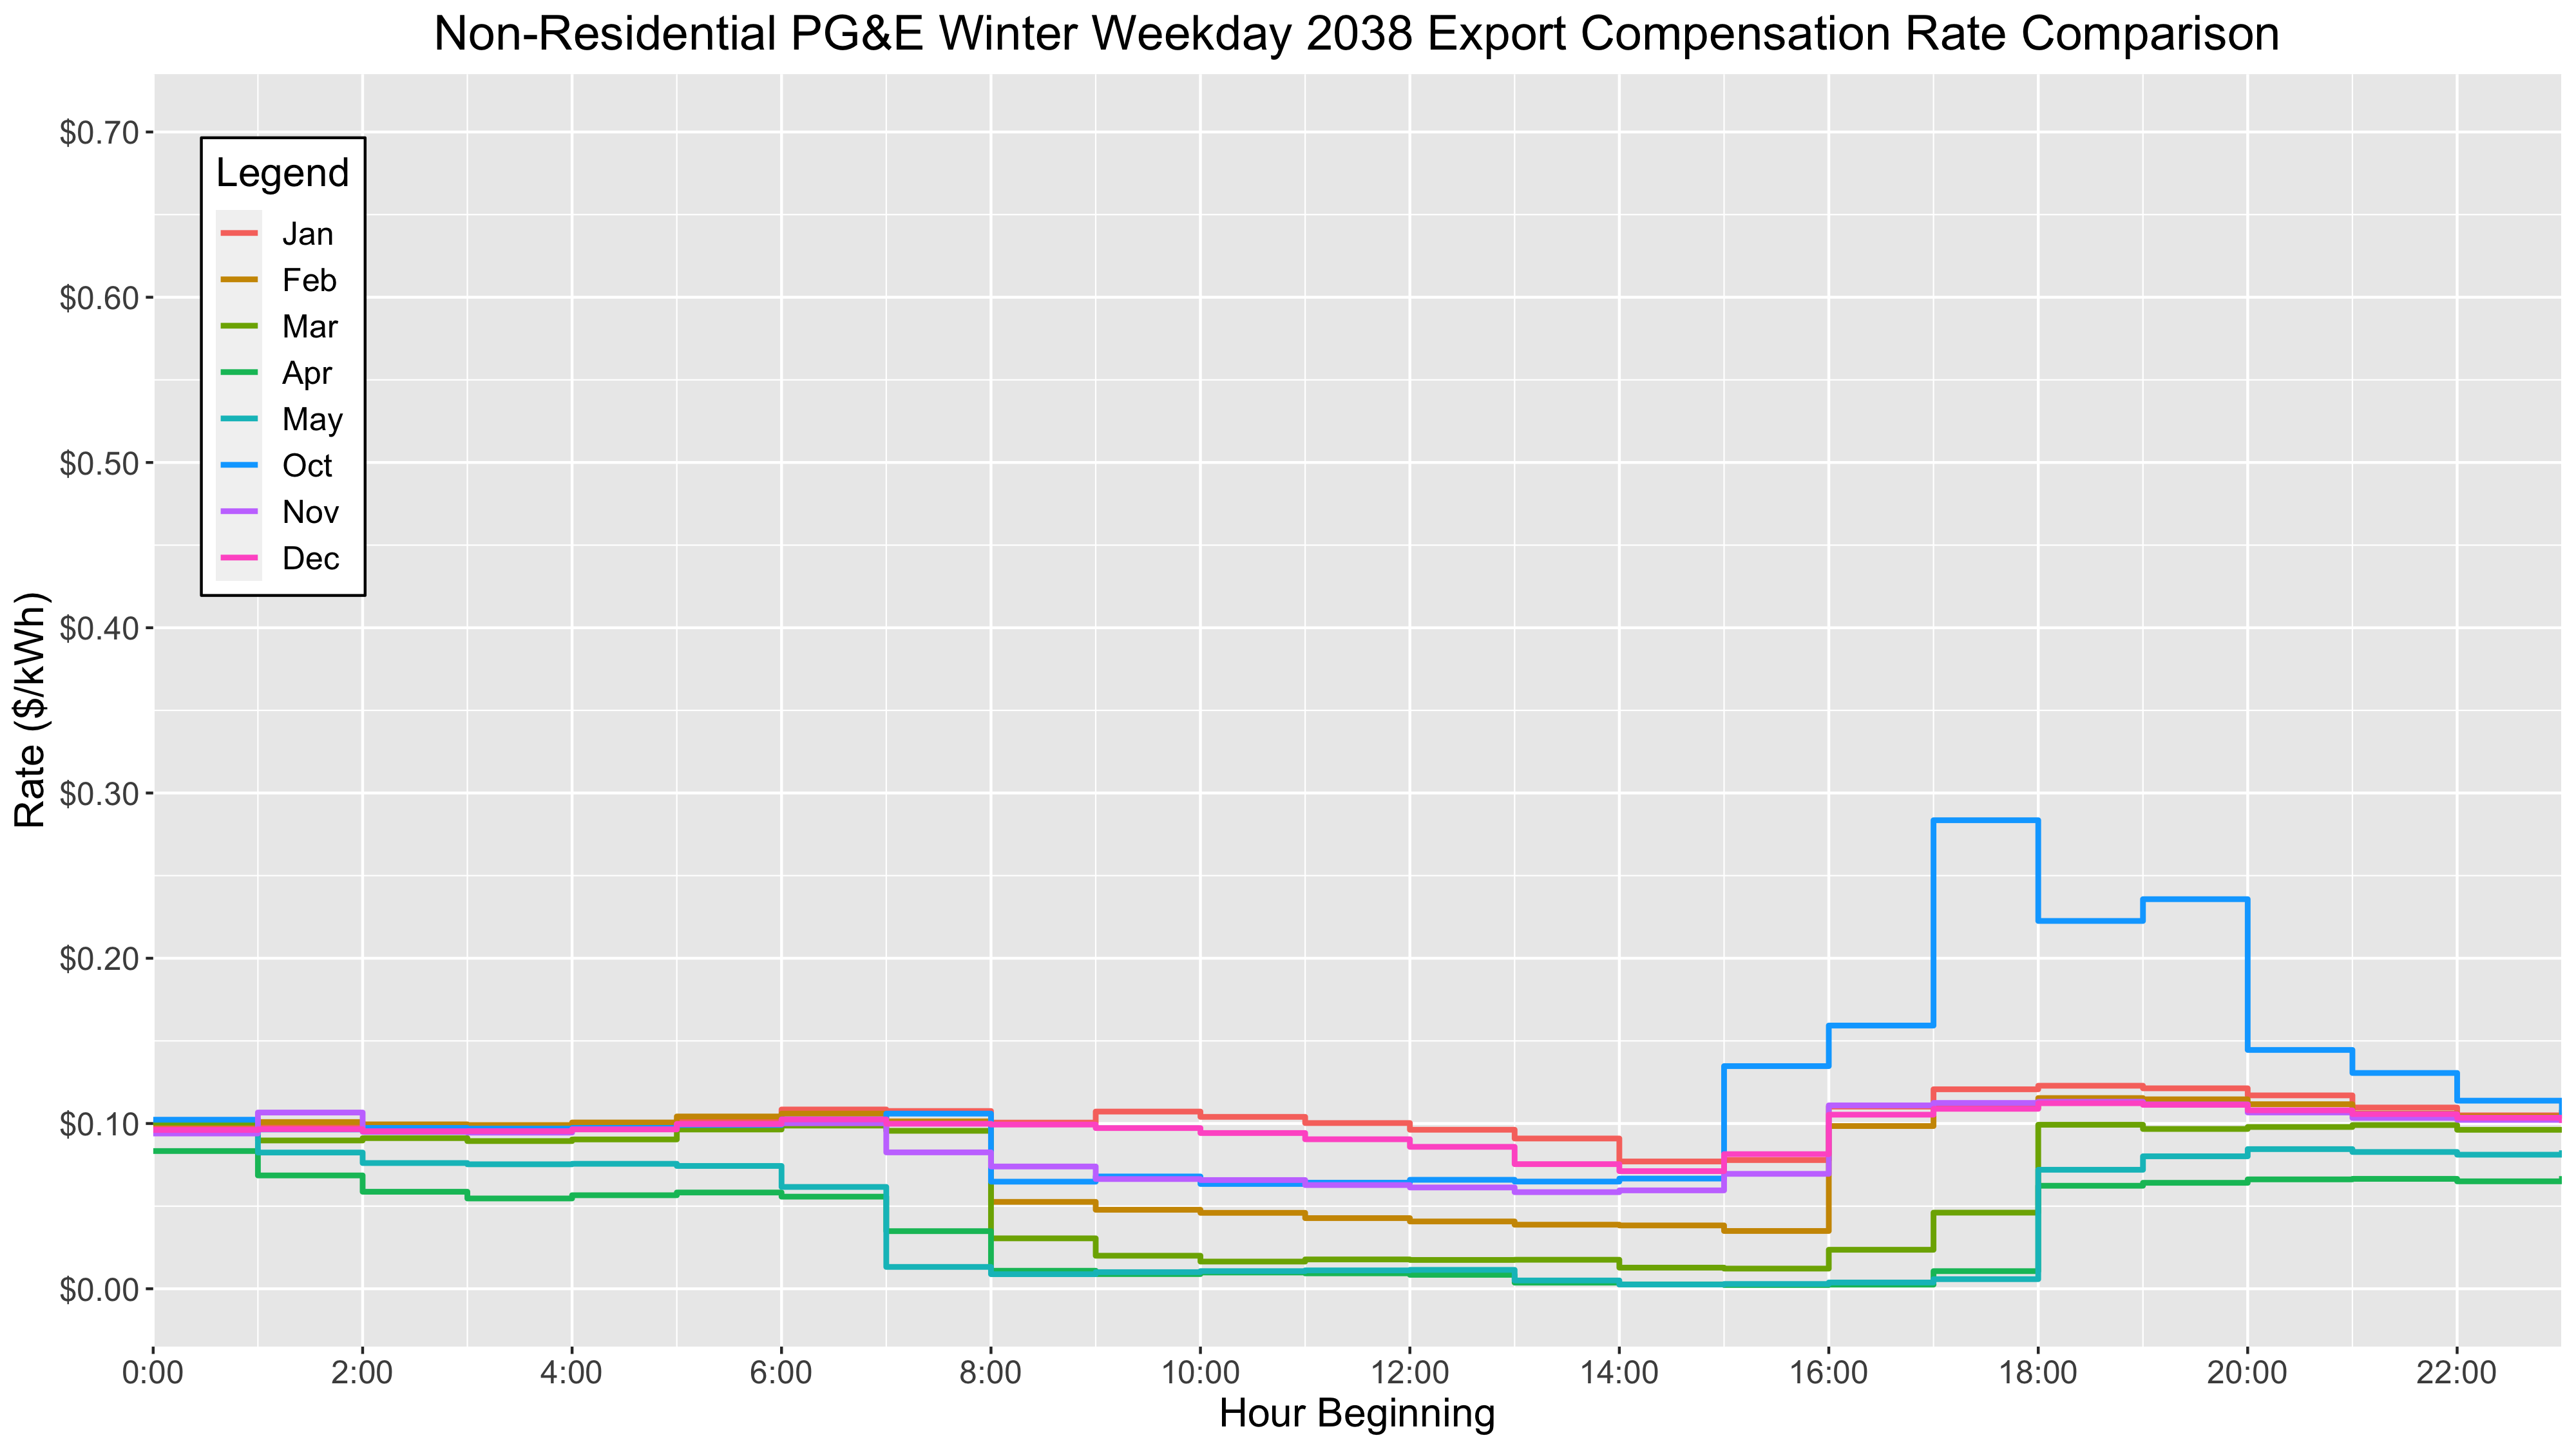 Non-Residential PG&E Winter Weekday 2038 Export Compensation Rate Comparison
$0.70
$0.60
$0.50
$0.40
$0.30
$0.20
$0.10
$0.00
Rate ($/kWh)
Legend
Jan
Feb
Mar
Apr
May
Oct
Nov
Dec
0:00 2:00 4:00 6:00 8:00 10:00 12:00 14:00 16:00 18:00 20:00 22:00
Hour Beginning